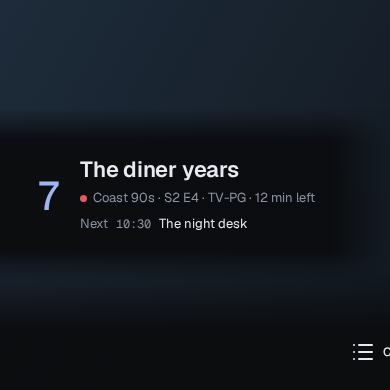 7
The diner years
Coast 90s · S2 E4 · TV-PG · 12 min left
Next 10:30 The night desk